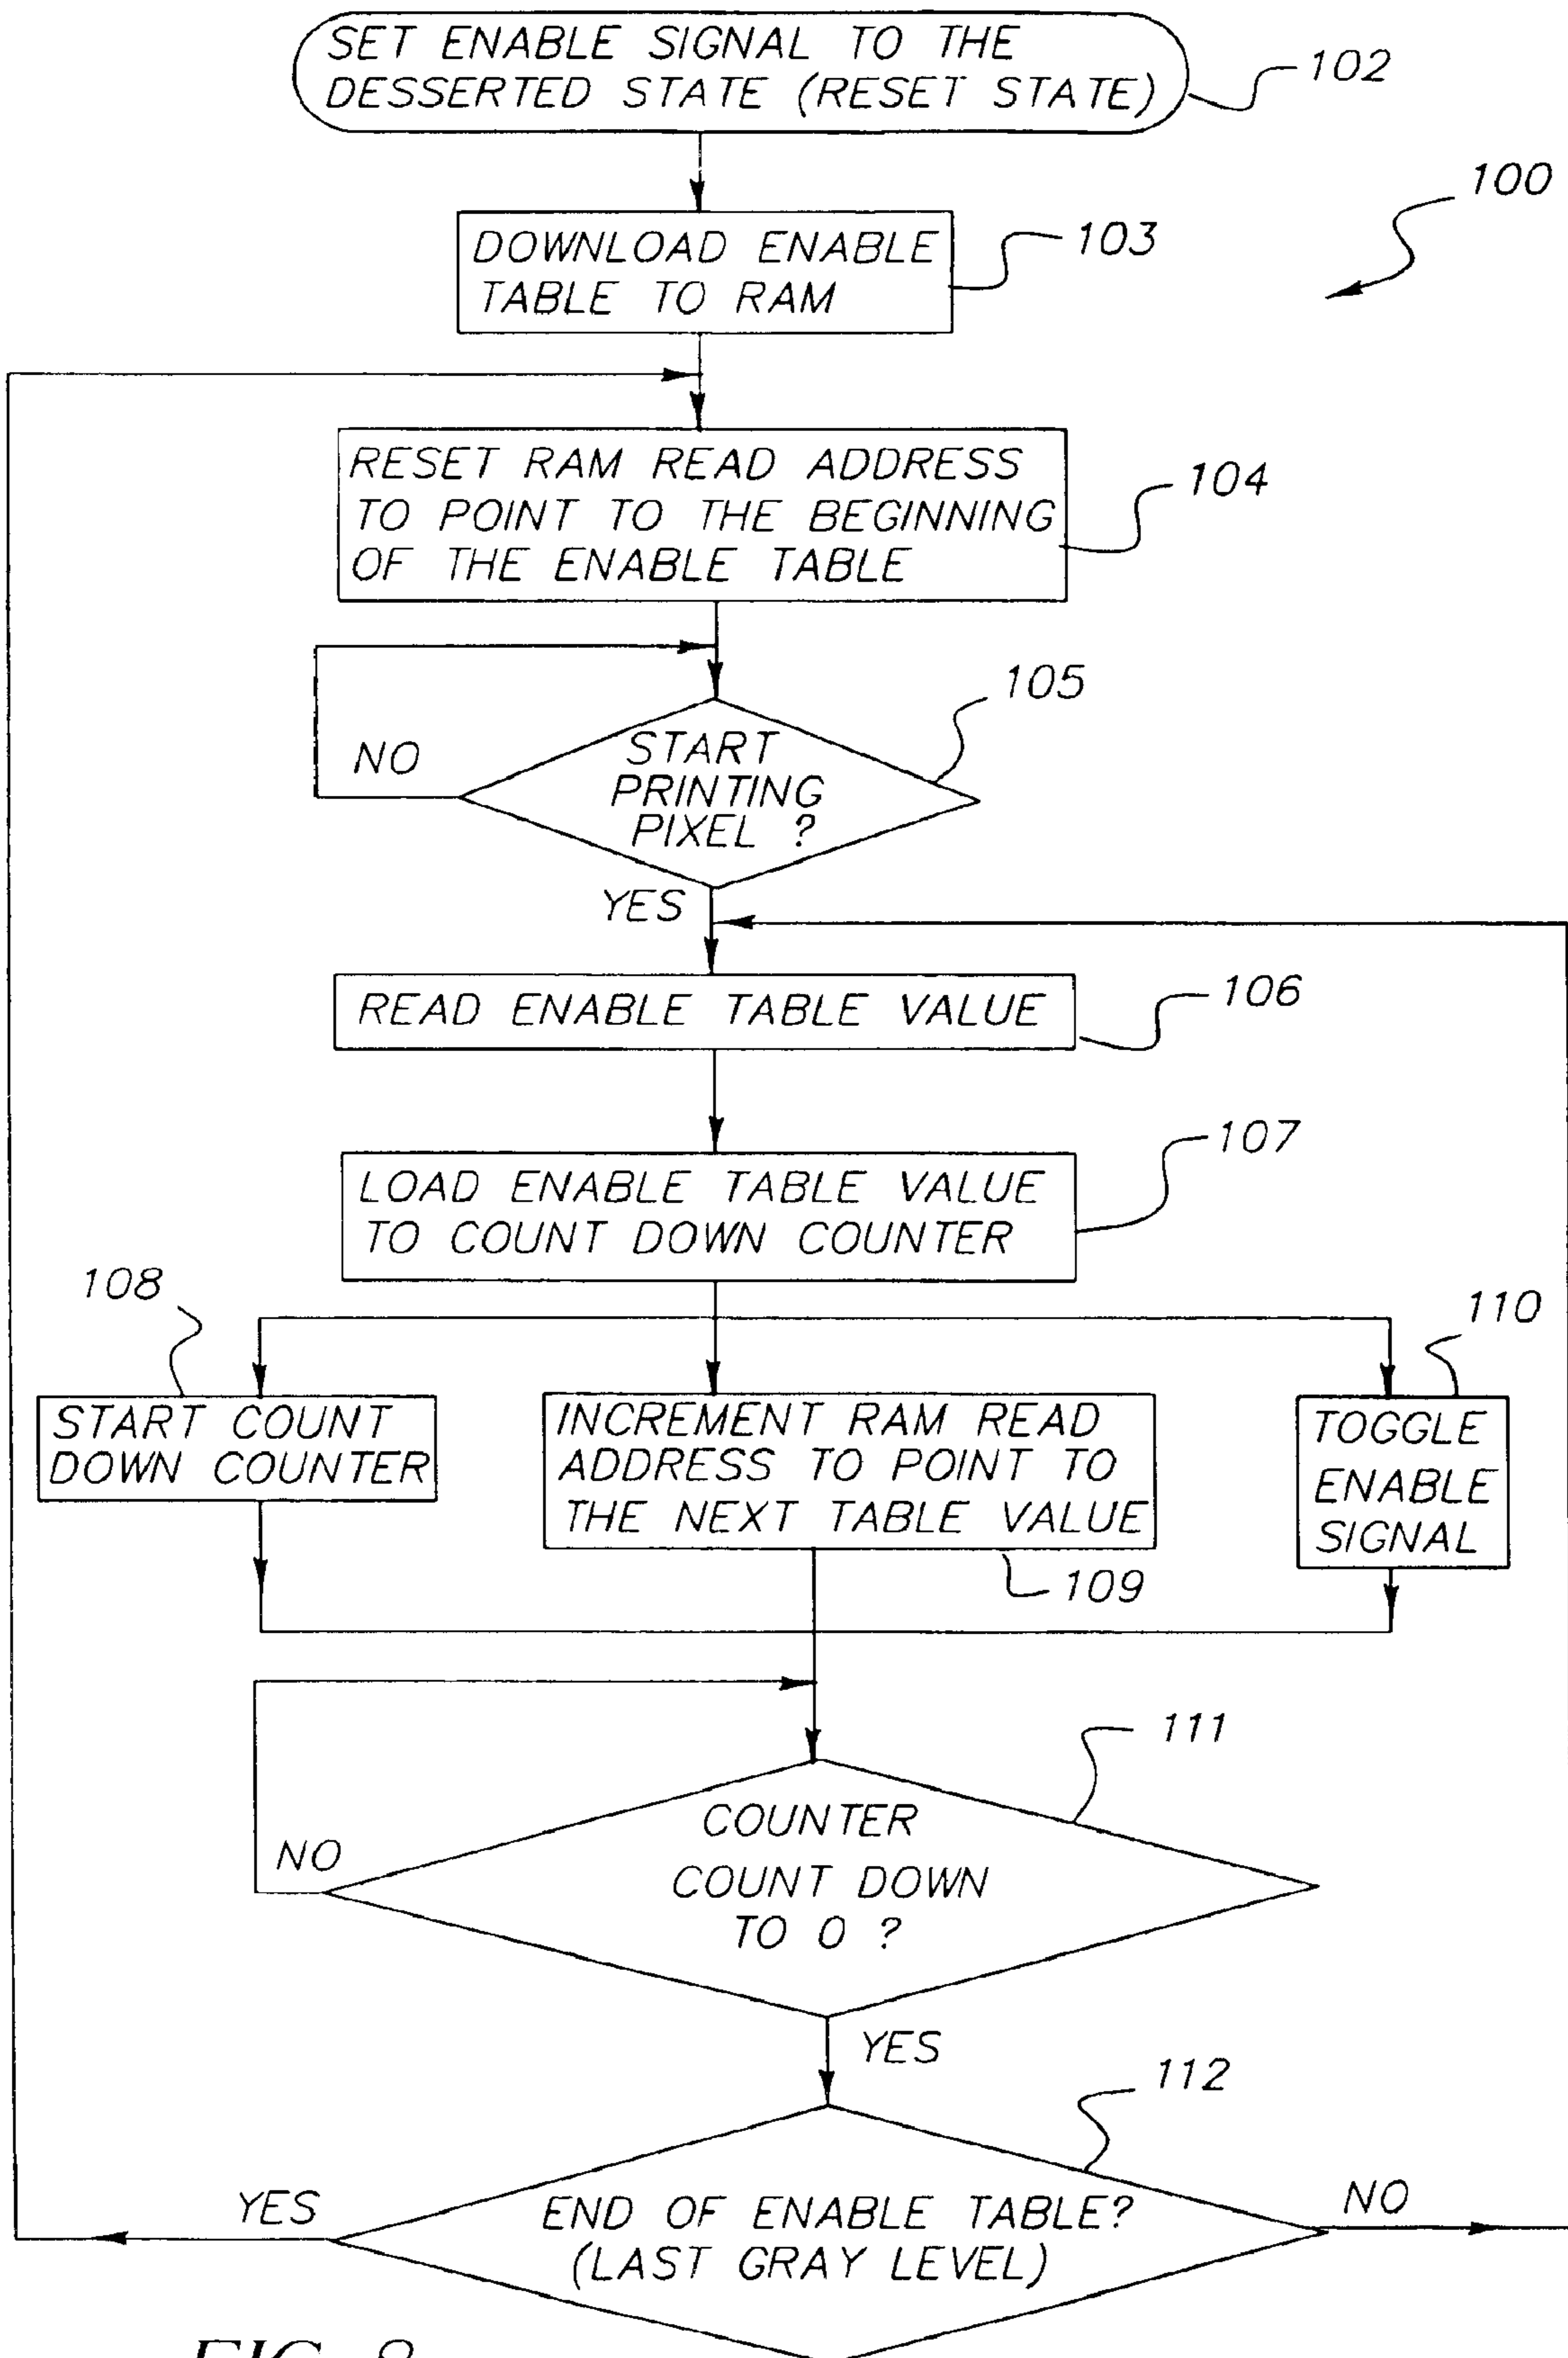 SET ENABLE SIGNAL TO THE
DESSERTED STATE (RESET STATE)
102
100
DOWNLOAD ENABLE
TABLE TO RAM
103
RESET RAM READ ADDRESS
TO POINT TO THE BEGINNING
OF THE ENABLE TABLE
104
105
START
PRINTING
PIXEL ?
NO
YES
READ ENABLE TABLE VALUE
106
LOAD ENABLE TABLE VALUE
TO COUNT DOWN COUNTER
107
108
START COUNT
DOWN COUNTER
INCREMENT RAM READ
ADDRESS TO POINT TO
THE NEXT TABLE VALUE
109
110
TOGGLE
ENABLE
SIGNAL
111
COUNTER
COUNT DOWN
TO 0 ?
NO
YES
112
END OF ENABLE TABLE?
(LAST GRAY LEVEL)
YES
NO
FIG. 8